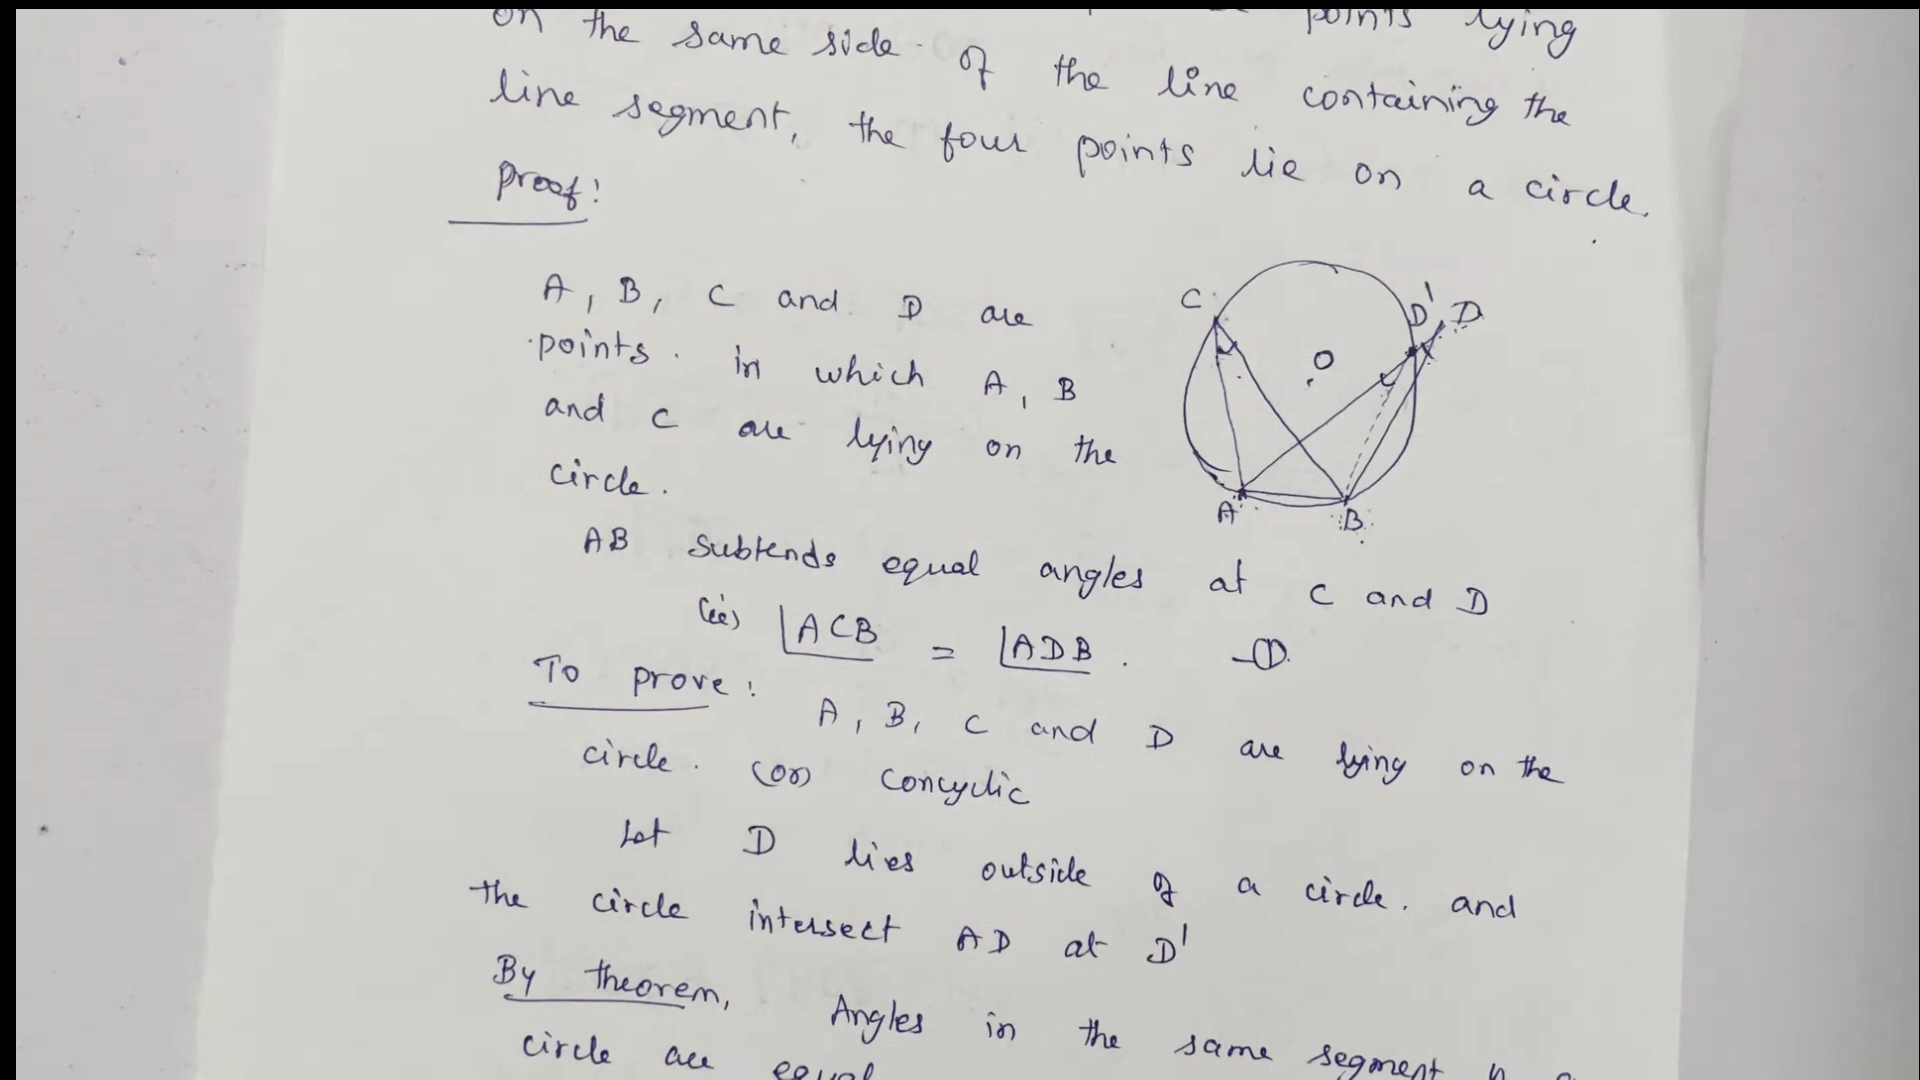 on the same side of the line containing the
points lying
line segment, the four points lie on a circle.
Proof:
A, B, C and D are
points in which A, B
and C are lying on the
circle.
C
D' D
O
A
B
AB subtends equal angles at C and D
(ie) ∠ACB = ∠ADB. -①
To prove:
A, B, C and D are lying on the
circle. (or) concyclic
Let D lies outside of a circle. and
the circle intersect AD at D'
By theorem, Angles in the same segment
circle are equal